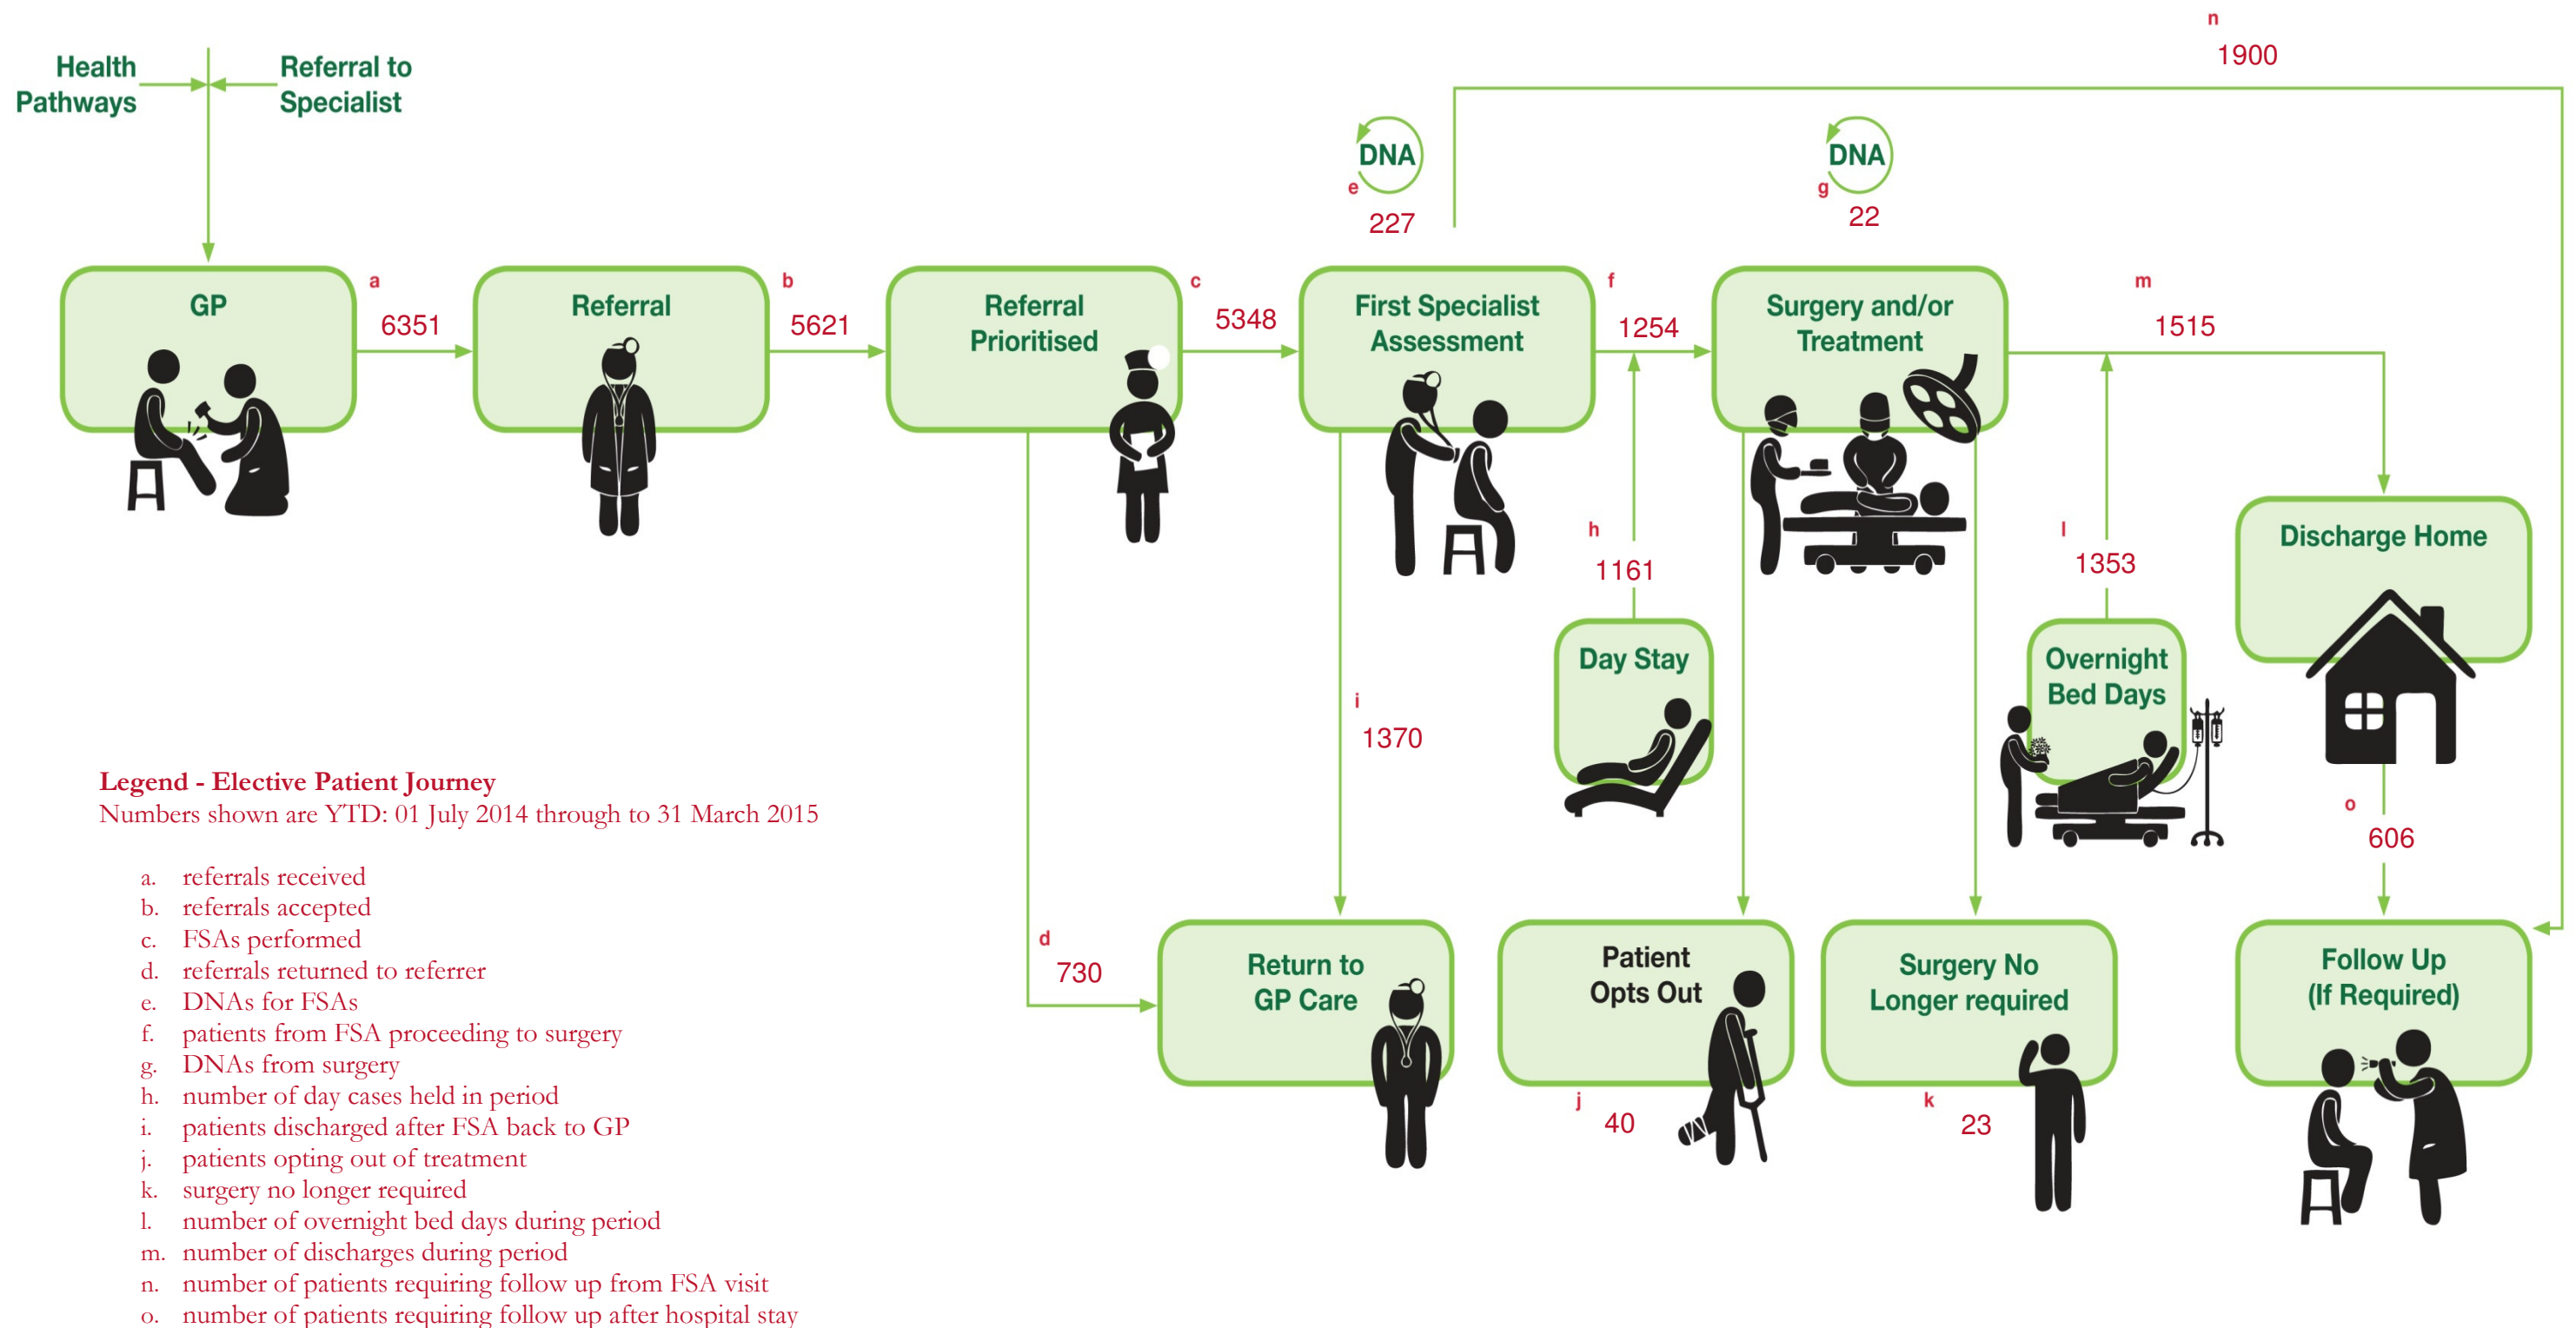 n
1900
Health
Pathways
Referral to
Specialist
DNA
e
227
DNA
g
22
GP
a
6351
Referral
b
5621
Referral
Prioritised
c
5348
First Specialist
Assessment
f
1254
Surgery and/or
Treatment
m
1515
h
1161
Day Stay
l
1353
Overnight
Bed Days
Discharge Home
i
1370
o
606
d
730
Return to
GP Care
Patient
Opts Out
j
40
Surgery No
Longer required
k
23
Follow Up
(If Required)
Legend - Elective Patient Journey
Numbers shown are YTD: 01 July 2014 through to 31 March 2015
a. referrals received
b. referrals accepted
c. FSAs performed
d. referrals returned to referrer
e. DNAs for FSAs
f. patients from FSA proceeding to surgery
g. DNAs from surgery
h. number of day cases held in period
i. patients discharged after FSA back to GP
j. patients opting out of treatment
k. surgery no longer required
l. number of overnight bed days during period
m. number of discharges during period
n. number of patients requiring follow up from FSA visit
o. number of patients requiring follow up after hospital stay